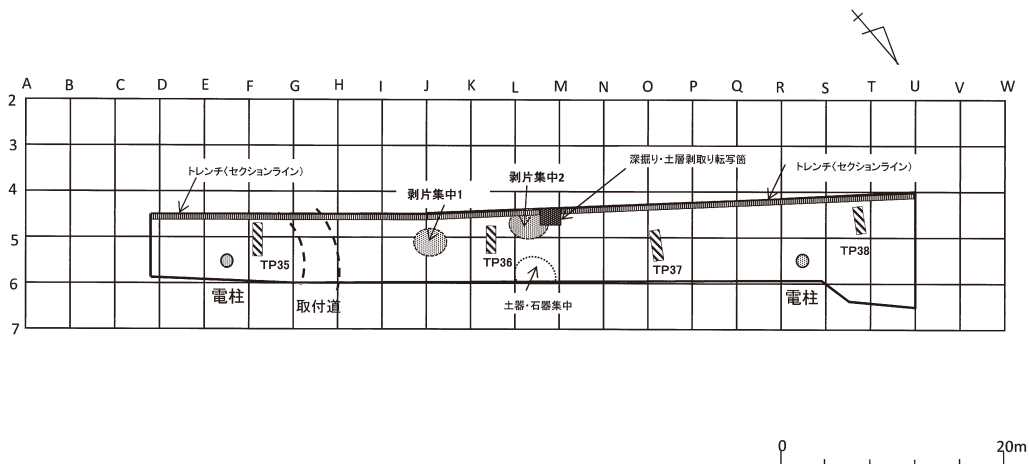 A B C D E F G H I J K L M N O P Q R S T U V W
2
3
深掘り・土層剥取り転写箇
トレンチ(セクションライン)
トレンチ(セクションライン)
剥片集中2
4
剥片集中1
5
TP35
TP36
TP37
TP38
6
電柱
取付道
土器・石器集中
電柱
7
0 20m